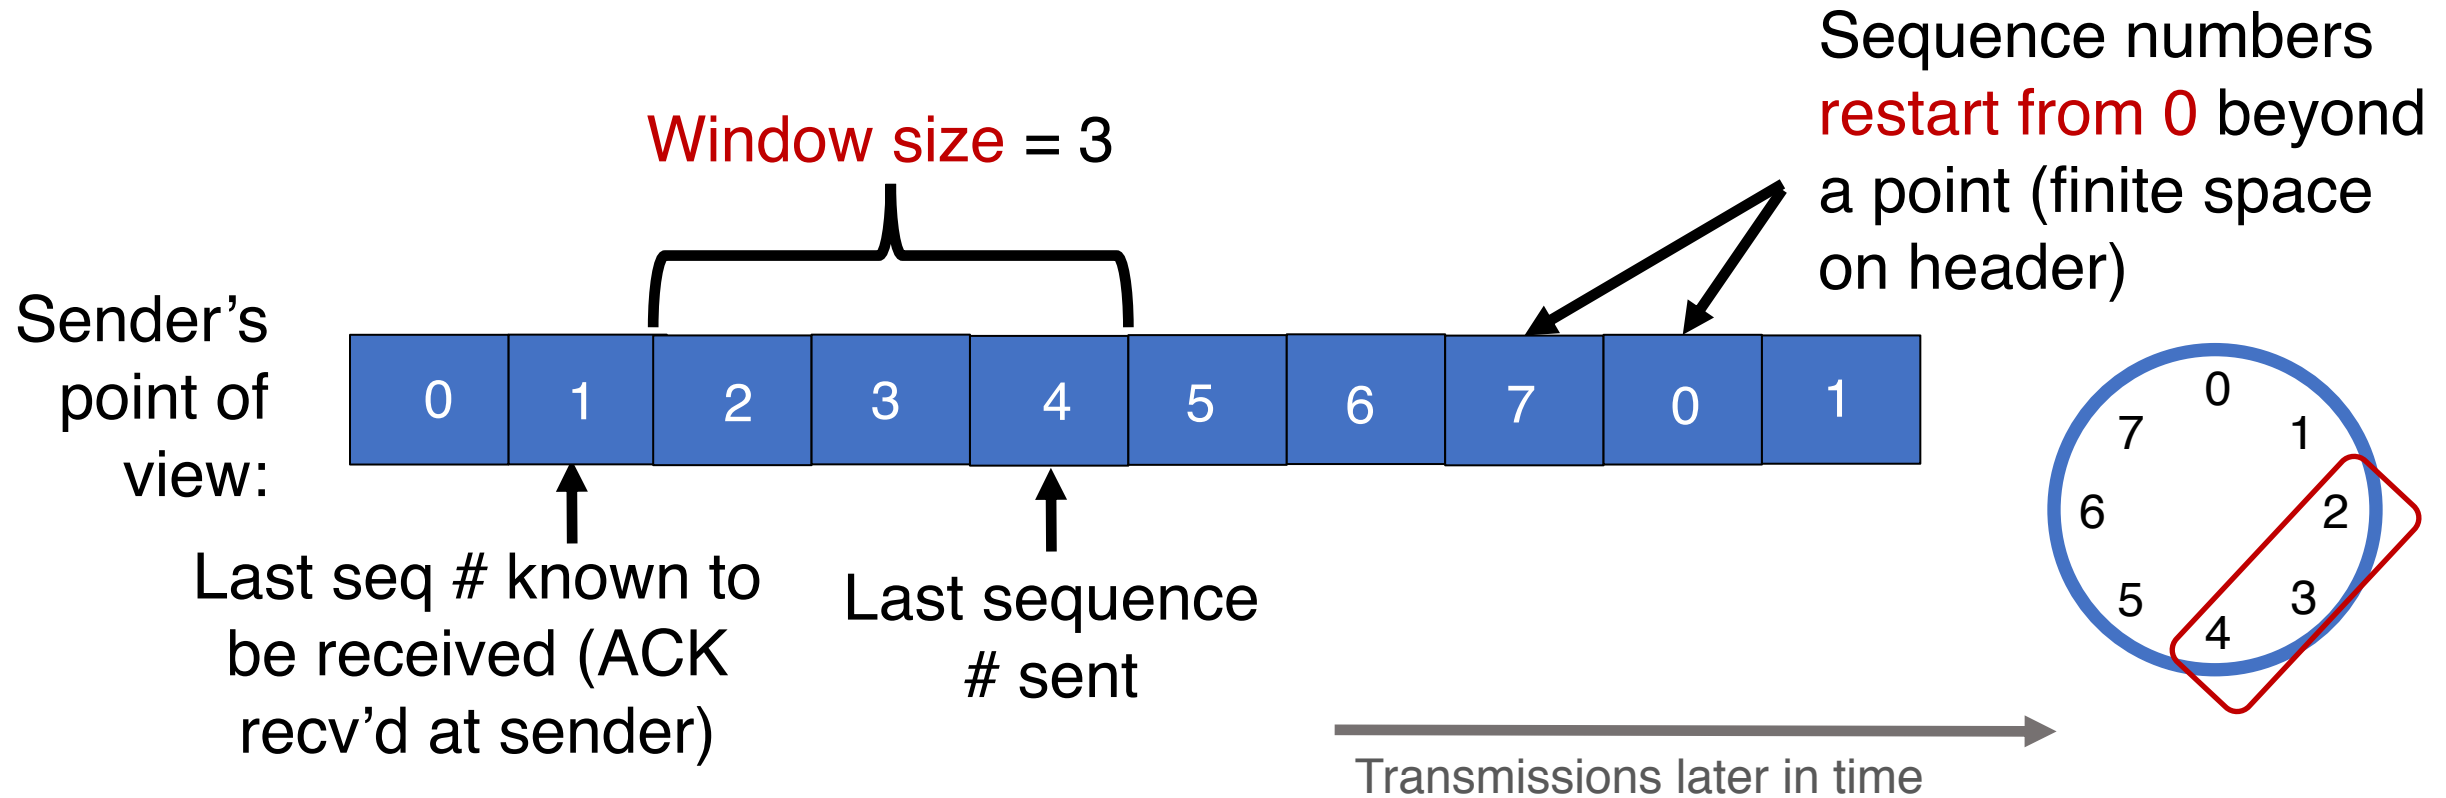 Sequence numbers
restart from 0 beyond
a point (finite space
on header)
Window size = 3
Sender’s
point of
view:
0 1 2 3 4 5 6 7 0 1
Last seq # known to
be received (ACK
recv’d at sender)
Last sequence
# sent
Transmissions later in time
0
1
2
3
4
5
6
7